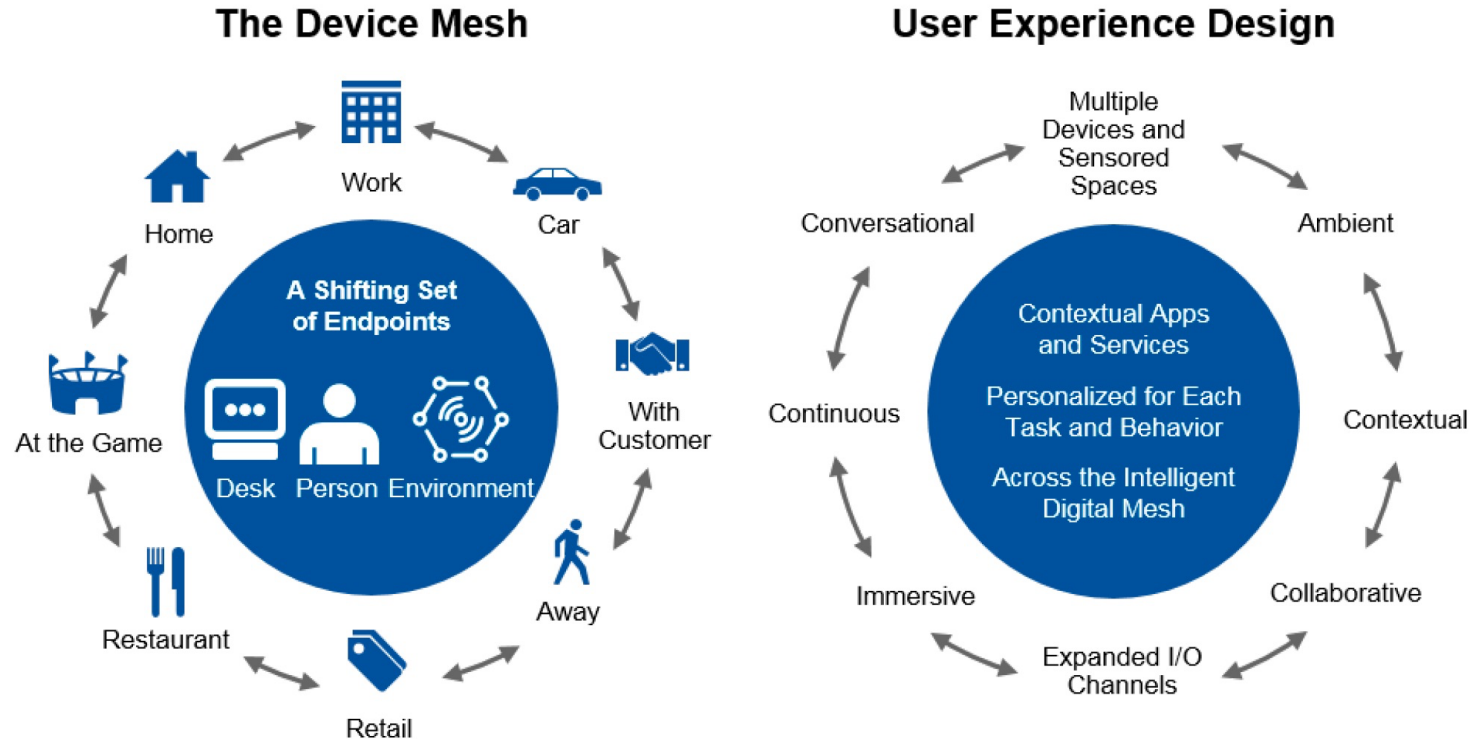 The Device Mesh
Work
Car
With
Customer
Away
Retail
Restaurant
At the Game
Home
A Shifting Set
of Endpoints
Desk
Person
Environment
User Experience Design
Multiple
Devices and
Sensored
Spaces
Ambient
Contextual
Collaborative
Expanded I/O
Channels
Immersive
Continuous
Conversational
Contextual Apps
and Services
Personalized for Each
Task and Behavior
Across the Intelligent
Digital Mesh